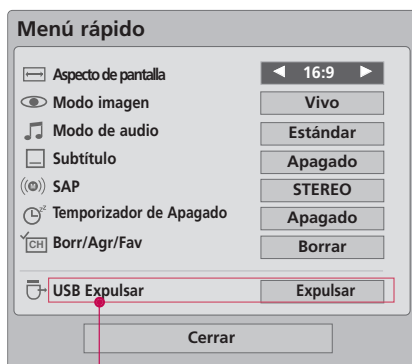 Menú rápido
Aspecto de pantalla 16:9
Modo imagen Vivo
Modo de audio Estándar
Subtítulo Apagado
SAP STEREO
Temporizador de Apagado Apagado
CH Borr/Agr/Fav Borrar
USB Expulsar Expulsar
Cerrar